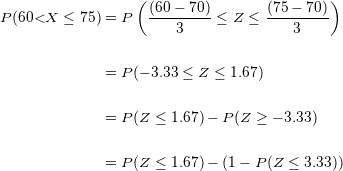 P(60<X ≤ 75) = P((60 − 70)/3 ≤ Z ≤ (75 − 70)/3)
= P(−3.33 ≤ Z ≤ 1.67)
= P(Z ≤ 1.67) − P(Z ≥ −3.33)
= P(Z ≤ 1.67) − (1 − P(Z ≤ 3.33))